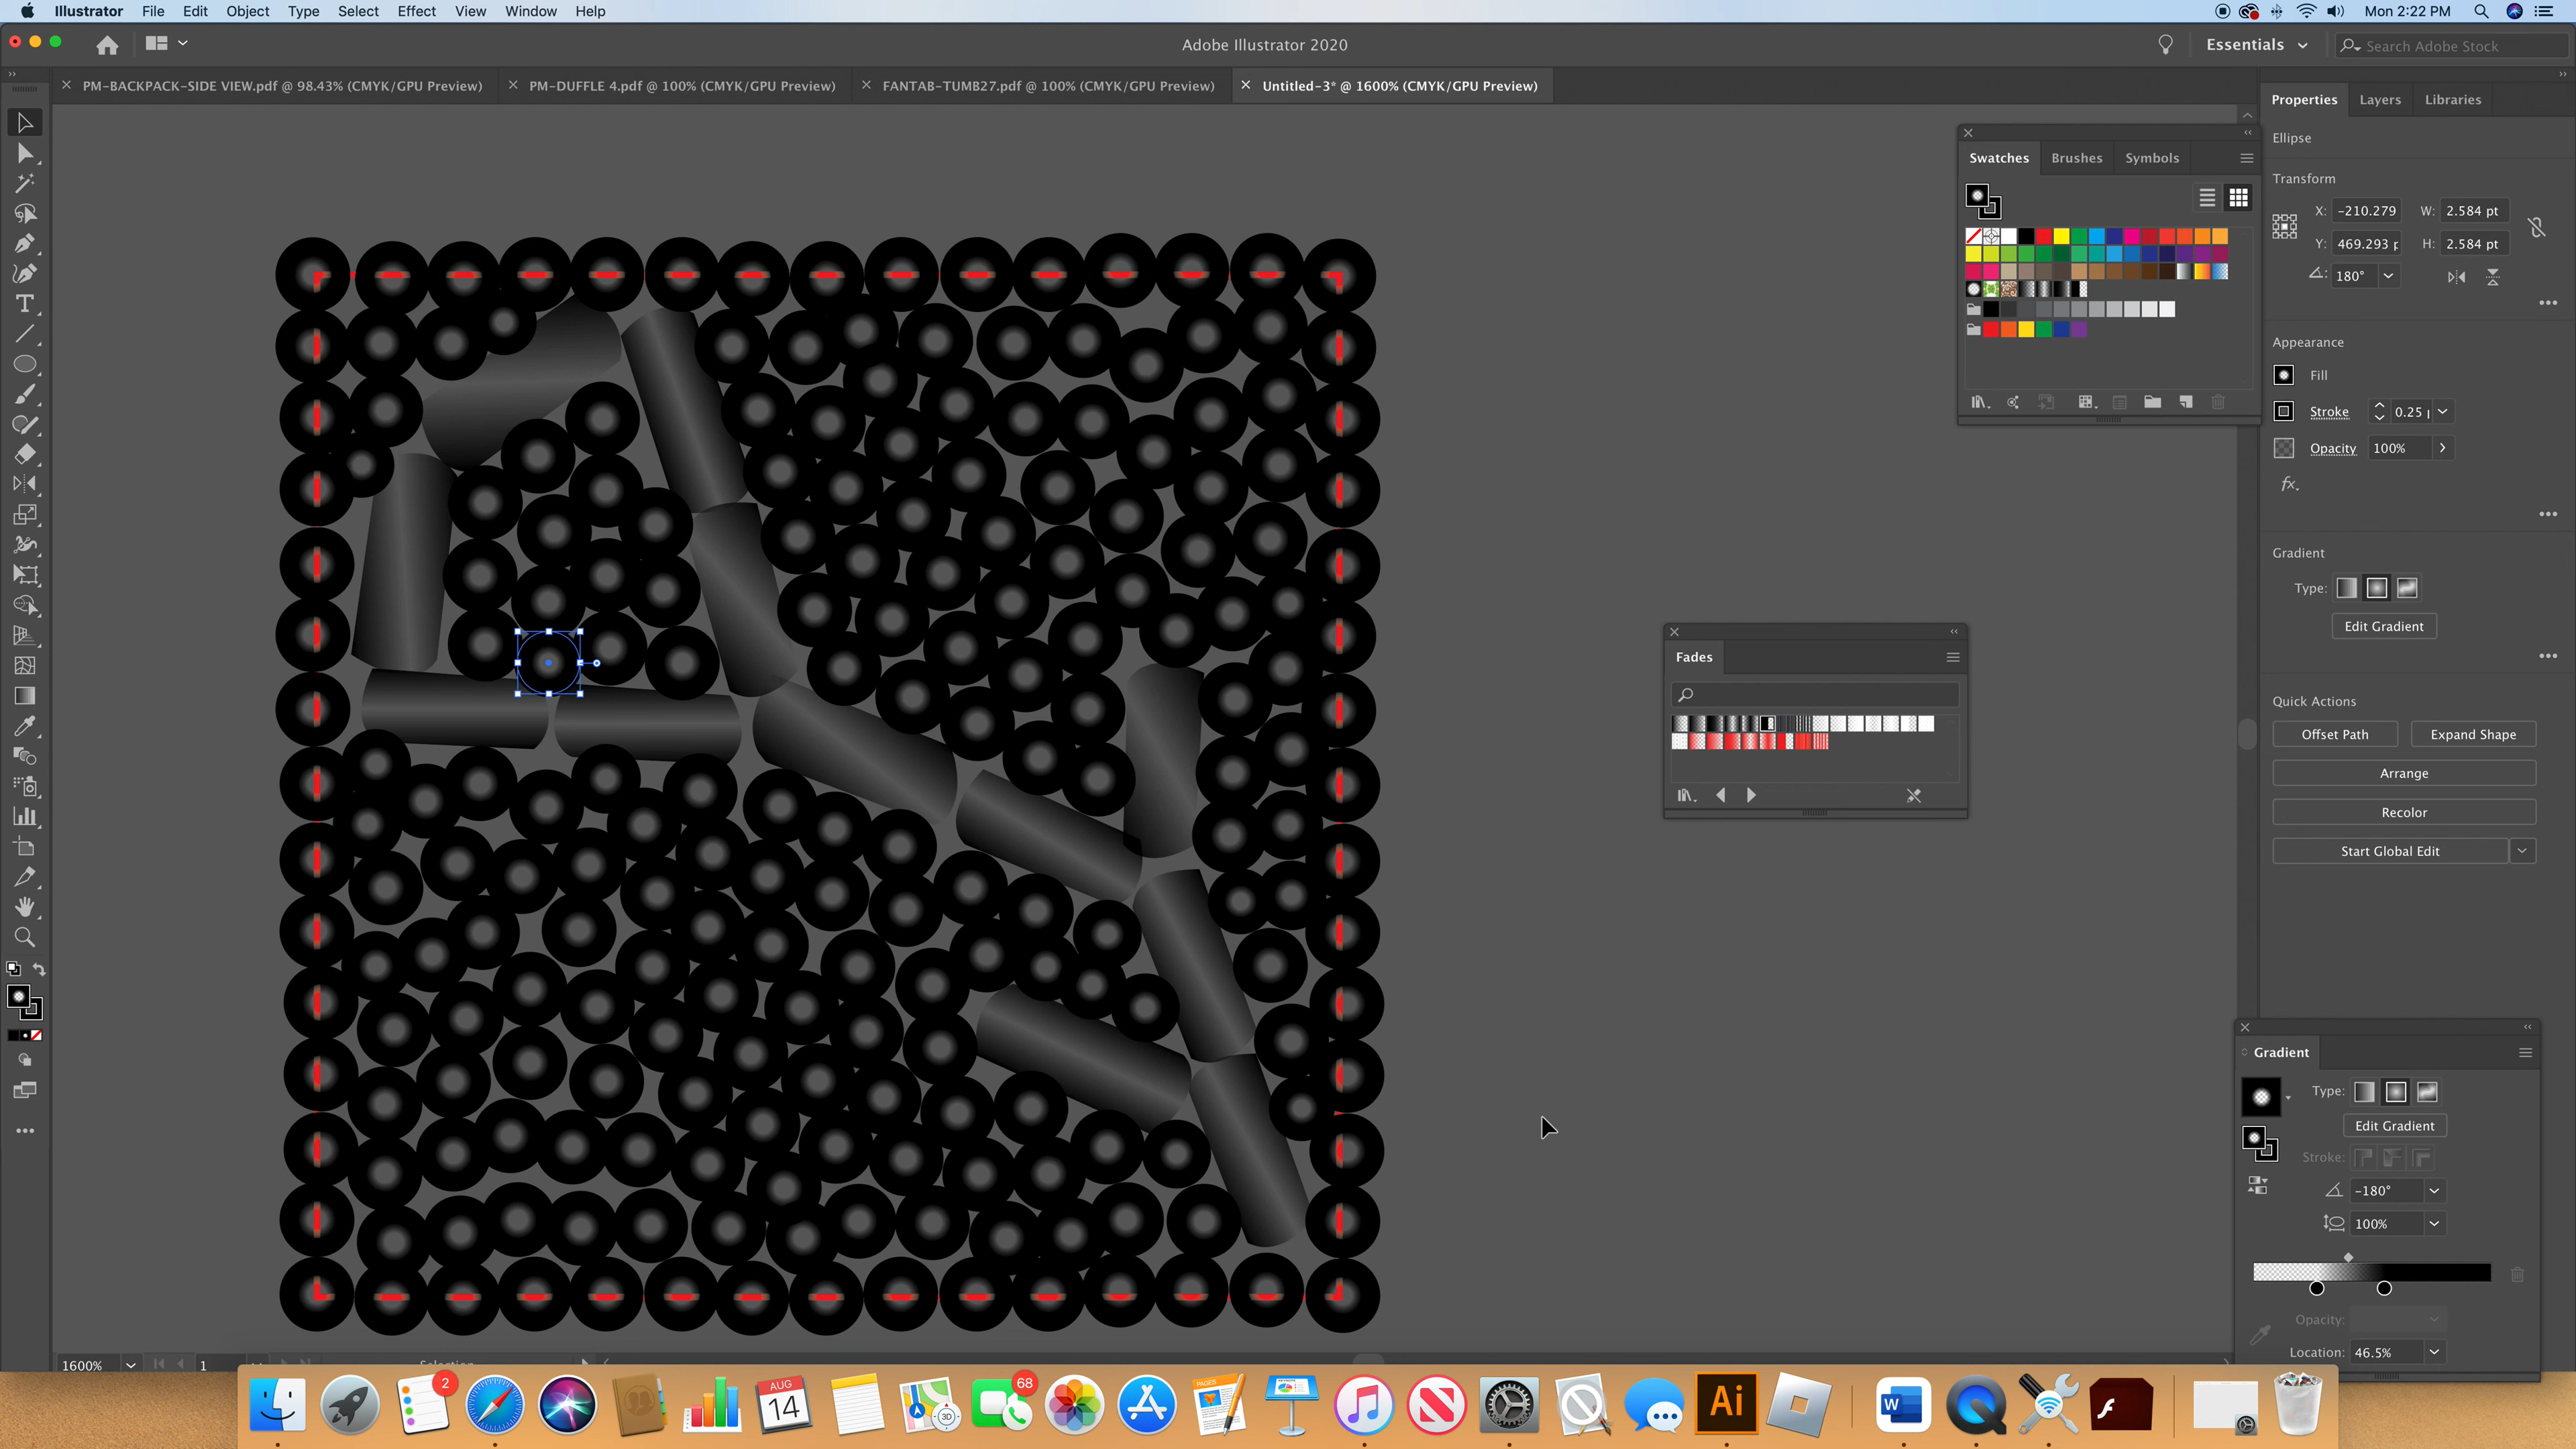 Illustrator File Edit Object Type Select Effect View Window Help
Mon 2:22 PM
Adobe Illustrator 2020
Essentials
Search Adobe Stock
PM-BACKPACK-SIDE VIEW.pdf @ 98.43% (CMYK/GPU Preview)
PM-DUFFLE 4.pdf @ 100% (CMYK/GPU Preview)
FANTAB-TUMB27.pdf @ 100% (CMYK/GPU Preview)
Untitled-3* @ 1600% (CMYK/GPU Preview)
Properties Layers Libraries
Ellipse
Transform
X: -210.279 W: 2.584 pt
Y: 469.293 p H: 2.584 pt
180°
Appearance
Fill
Stroke 0.25
Opacity 100%
fx.
Gradient
Type:
Edit Gradient
Quick Actions
Offset Path Expand Shape
Arrange
Recolor
Start Global Edit
Swatches Brushes Symbols
Fades
Gradient
Type:
Edit Gradient
Stroke:
-180°
100%
Opacity:
Location: 46.5%
1600% 1 Selection
2
AUG
14
3D
68
PAGES
Ai
W